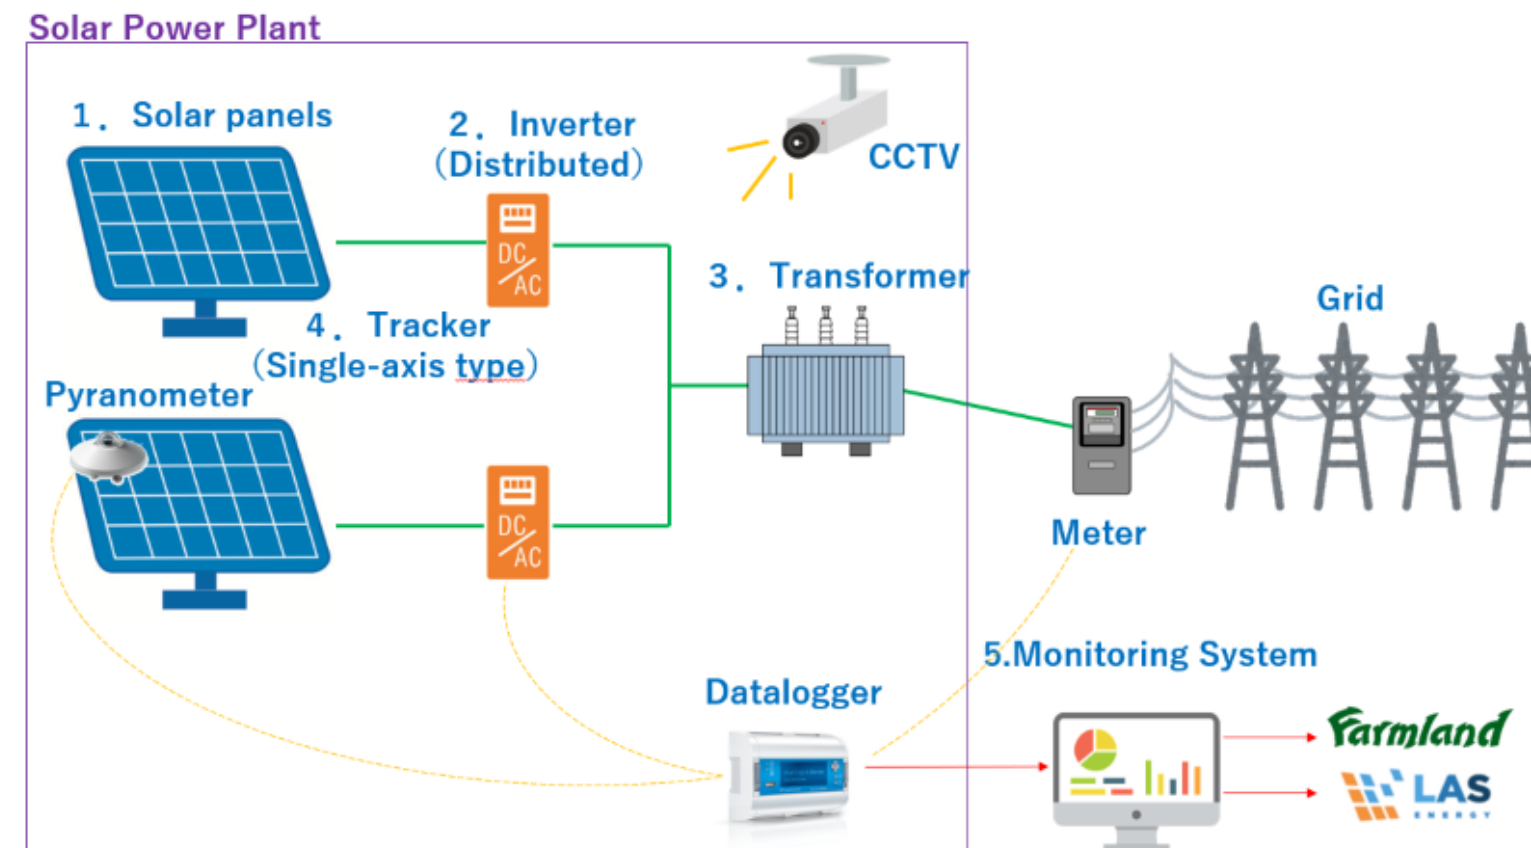 Solar Power Plant
1．Solar panels
2．Inverter
（Distributed）
CCTV
DC
AC
3．Transformer
Grid
4．Tracker
（Single-axis type）
Pyranometer
DC
AC
Meter
5.Monitoring System
Datalogger
Farmland
LAS
ENERGY